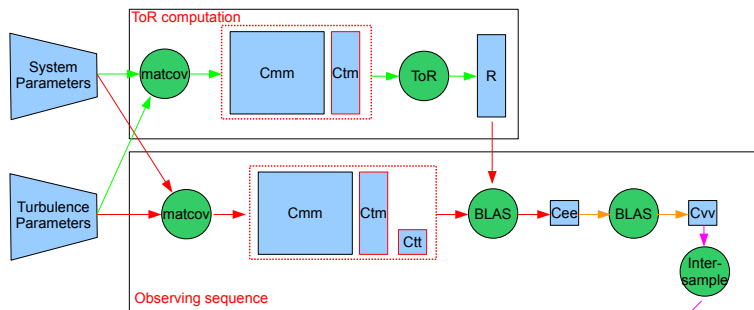 ToR computation
System
Parameters
matcov
Cmm
Ctm
ToR
R
Turbulence
Parameters
matcov
Cmm
Ctm
Ctt
BLAS
Cee
BLAS
Cvv
Inter-
sample
Observing sequence